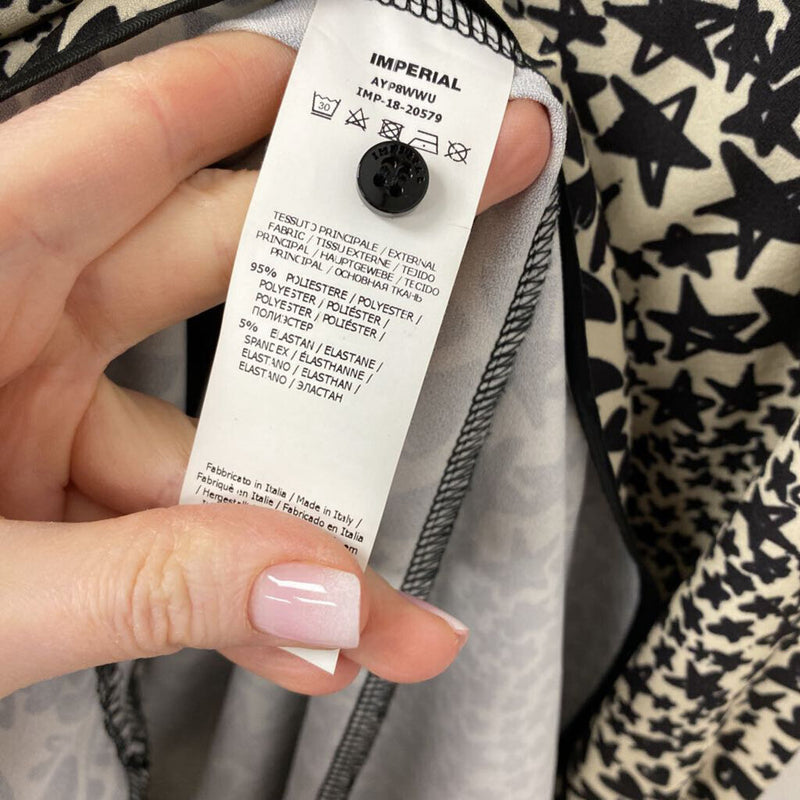 IMPERIAL
AYP8WWU
IMP-18-20579
30
IMPERIAL
TESSUTO PRINCIPALE / EXTERNAL
FABRIC / TISSU EXTERNE / TEJIDO
PRINCIPAL / HAUPTGEWEBE / TECIDO
PRINCIPAL / ОСНОВНАЯ ТКАНЬ
95% POLIESTERE / POLYESTER /
POLYESTER / POLIÉSTER /
POLYESTER / POLIÉSTER /
ПОЛИЭСТЕР
5% ELASTAN / ELASTANE /
SPANDEX / ÉLASTHANNE /
ELASTANO / ELASTHAN /
ELASTANO / ЭЛАСТАН
Fabbricato in Italia / Made in Italy /
Fabriqué en Italie / Fabricado en Italia
/ Hergestell